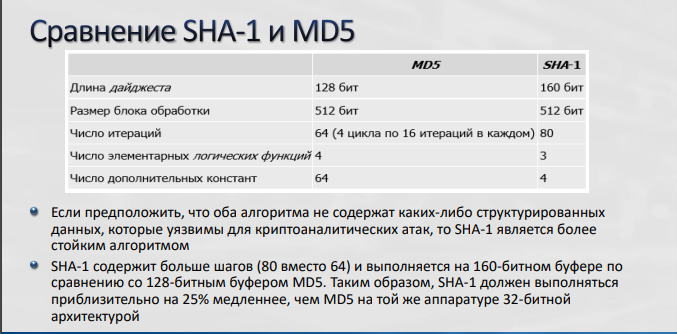 Сравнение SHA-1 и MD5
MD5 SHA-1
Длина дайджеста 128 бит 160 бит
Размер блока обработки 512 бит 512 бит
Число итераций 64 (4 цикла по 16 итераций в каждом) 80
Число элементарных логических функций 4 3
Число дополнительных констант 64 4
Если предположить, что оба алгоритма не содержат каких-либо структурированных
данных, которые уязвимы для криптоаналитических атак, то SHA-1 является более
стойким алгоритмом
SHA-1 содержит больше шагов (80 вместо 64) и выполняется на 160-битном буфере по
сравнению со 128-битным буфером MD5. Таким образом, SHA-1 должен выполняться
приблизительно на 25% медленнее, чем MD5 на той же аппаратуре 32-битной
архитектурой